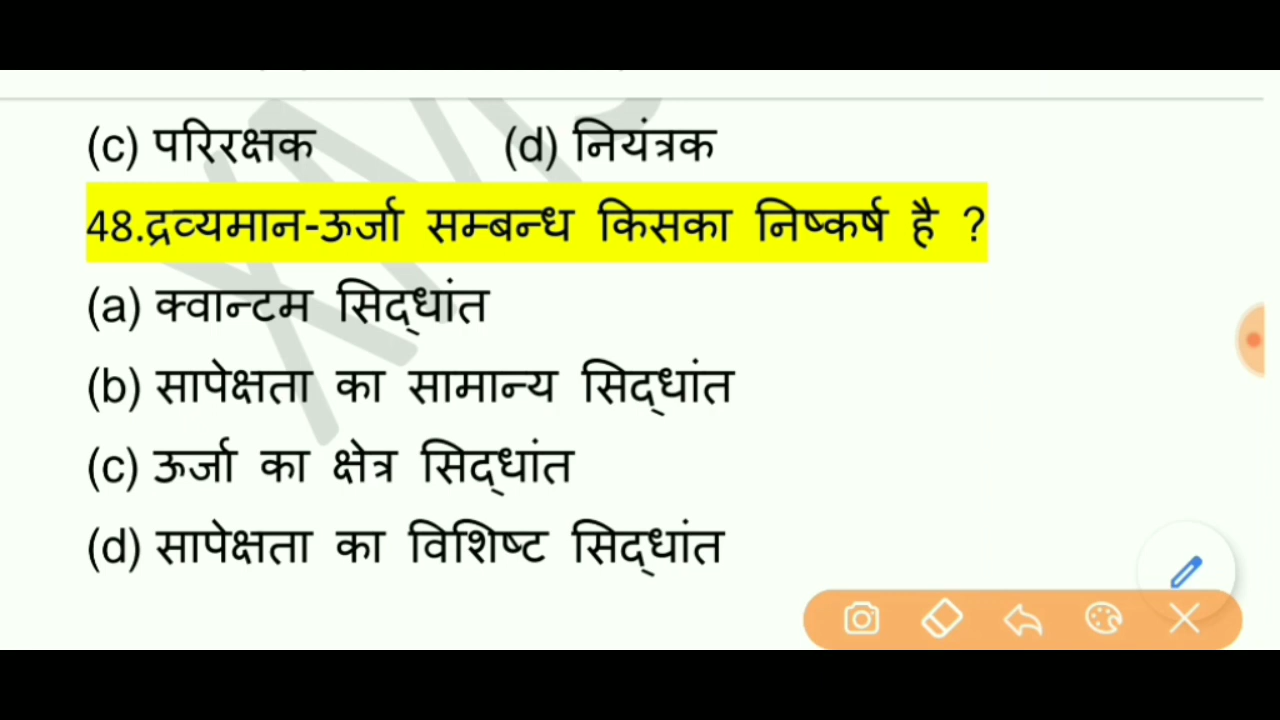 (c) परिरक्षक (d) नियंत्रक
48.द्रव्यमान-ऊर्जा सम्बन्ध किसका निष्कर्ष है ?
(a) क्वान्टम सिद्धांत
(b) सापेक्षता का सामान्य सिद्धांत
(c) ऊर्जा का क्षेत्र सिद्धांत
(d) सापेक्षता का विशिष्ट सिद्धांत